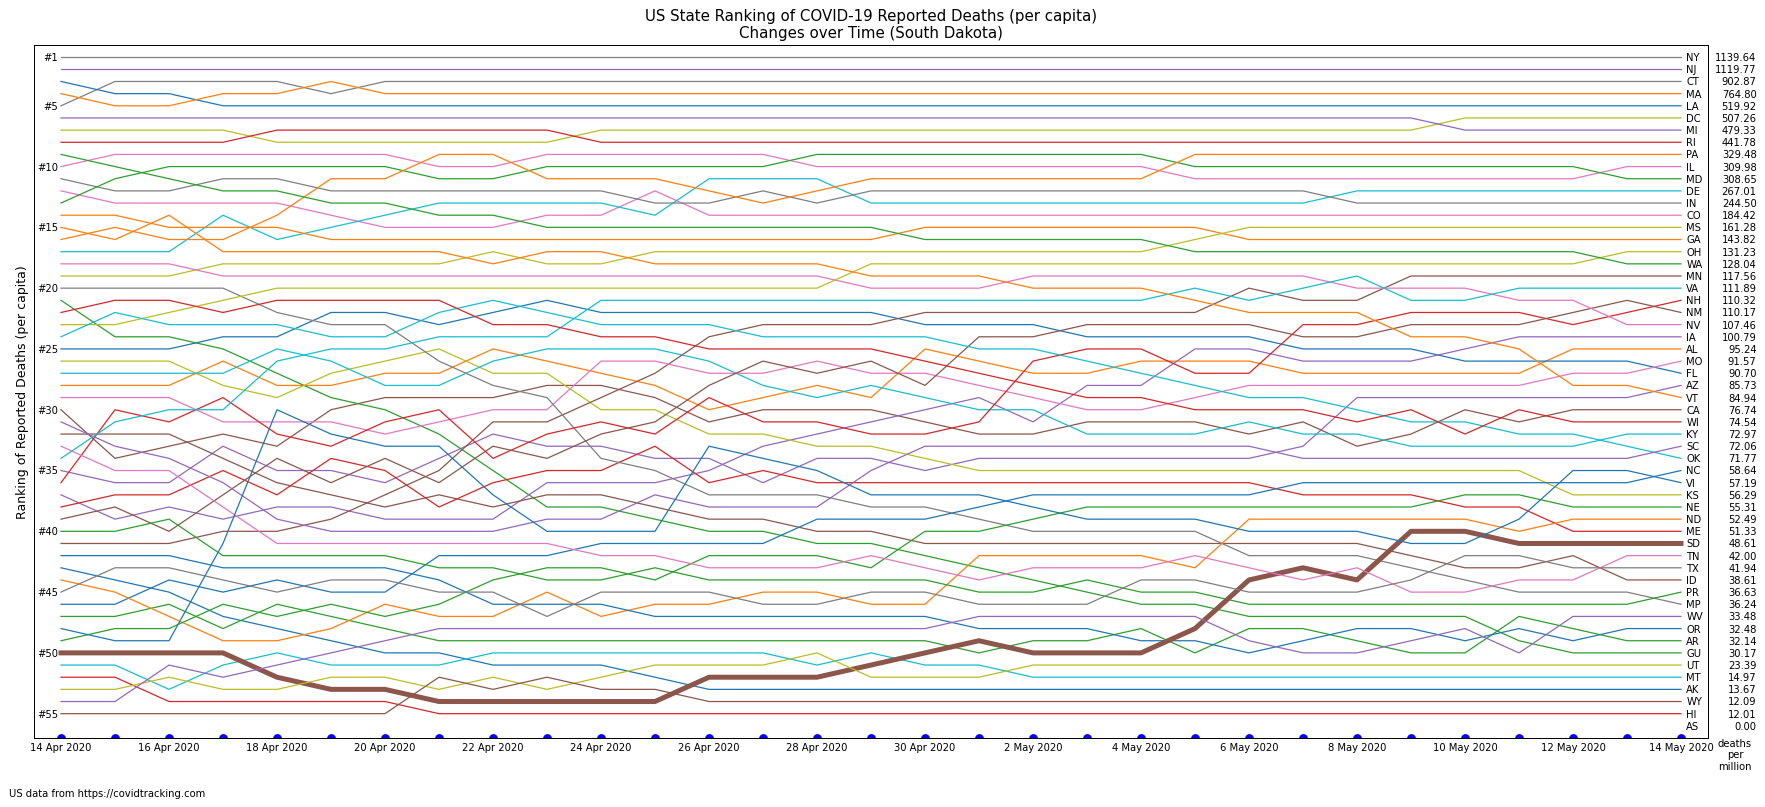 US State Ranking of COVID-19 Reported Deaths (per capita)
Changes over Time (South Dakota)
Ranking of Reported Deaths (per capita)
#1
#5
#10
#15
#20
#25
#30
#35
#40
#45
#50
#55
NY 1139.64
NJ 1119.77
CT 902.87
MA 764.80
LA 519.92
DC 507.26
MI 479.33
RI 441.78
PA 329.48
IL 309.98
MD 308.65
DE 267.01
IN 244.50
CO 184.42
MS 161.28
GA 143.82
OH 131.23
WA 128.04
MN 117.56
VA 111.89
NH 110.32
NM 110.17
NV 107.46
IA 100.79
AL 95.24
MO 91.57
FL 90.70
AZ 85.73
VT 84.94
CA 76.74
WI 74.54
KY 72.97
SC 72.06
OK 71.77
NC 58.64
VI 57.19
KS 56.29
NE 55.31
ND 52.49
ME 51.33
SD 48.61
TN 42.00
TX 41.94
ID 38.61
PR 36.63
MP 36.24
WV 33.48
OR 32.48
AR 32.14
GU 30.17
UT 23.39
MT 14.97
AK 13.67
WY 12.09
HI 12.01
AS 0.00
14 Apr 2020 16 Apr 2020 18 Apr 2020 20 Apr 2020 22 Apr 2020 24 Apr 2020 26 Apr 2020 28 Apr 2020 30 Apr 2020 2 May 2020 4 May 2020 6 May 2020 8 May 2020 10 May 2020 12 May 2020 14 May 2020
deaths
per
million
US data from https://covidtracking.com